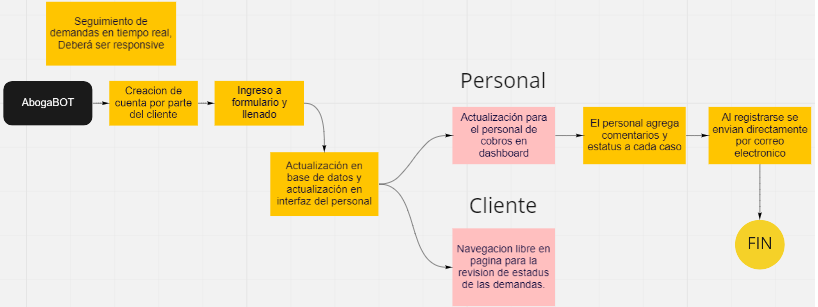 Seguimiento de
demandas en tiempo real,
Deberá ser responsive
AbogaBOT
Creacion de
cuenta por parte
del cliente
Ingreso a
formulario y
llenado
Actualización en
base de datos y
actualización en
interfaz del personal
Personal
Actualización para
el personal de
cobros en
dashboard
El personal agrega
comentarios y
estatus a cada caso
Al registrarse se
envian directamente
por correo
electronico
FIN
Cliente
Navegacion libre en
pagina para la
revision de estadus
de las demandas.